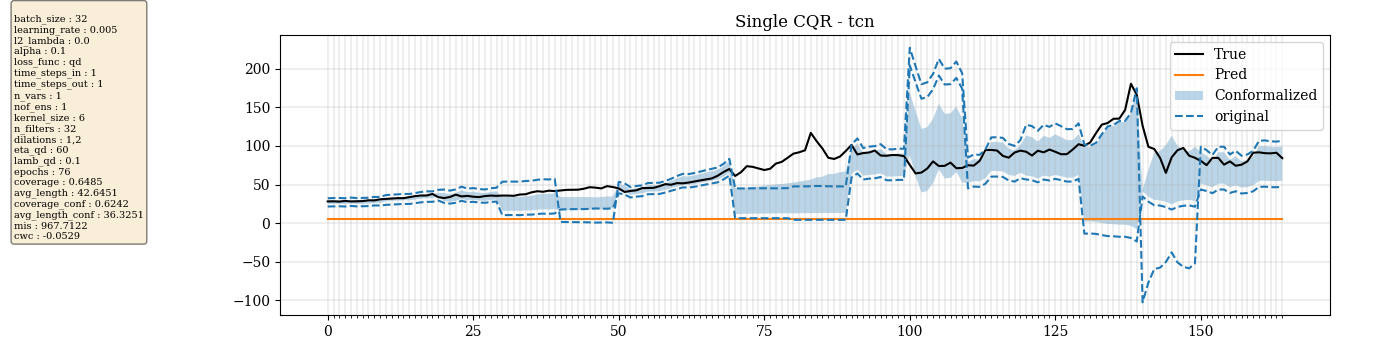 batch_size : 32
learning_rate : 0.005
l2_lambda : 0.0
alpha : 0.1
loss_func : qd
time_steps_in : 1
time_steps_out : 1
n_vars : 1
nof_ens : 1
kernel_size : 6
n_filters : 32
dilations : 1,2
eta_qd : 60
lamb_qd : 0.1
epochs : 76
coverage : 0.6485
avg_length : 42.6451
coverage_conf : 0.6242
avg_length_conf : 36.3251
mis : 967.7122
cwc : -0.0529
Single CQR - tcn
True
Pred
Conformalized
original
200
150
100
50
0
−50
−100
0 25 50 75 100 125 150